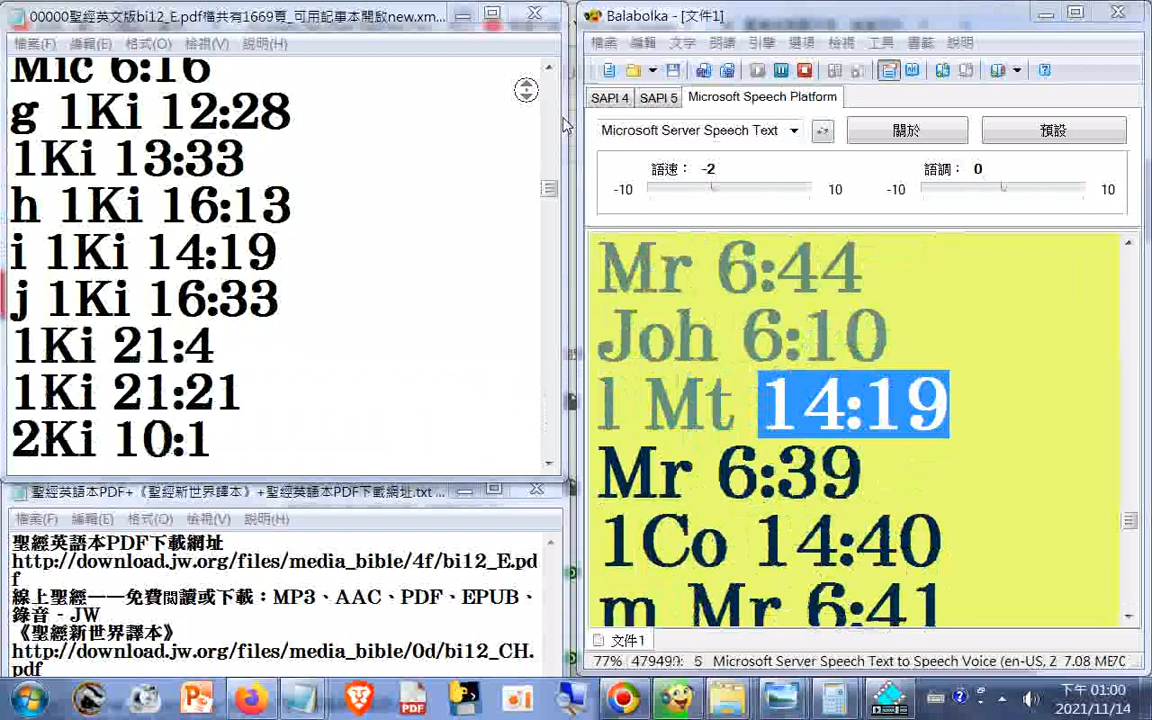 00000聖經英文版bi12_E.pdf檔共有1669頁_可用記事本開啟new.xm...
檔案(F) 編輯(E) 格式(O) 檢視(V) 說明(H)
Mic 6:16
g 1Ki 12:28
1Ki 13:33
h 1Ki 16:13
i 1Ki 14:19
j 1Ki 16:33
1Ki 21:4
1Ki 21:21
2Ki 10:1
聖經英語本PDF+《聖經新世界譯本》+聖經英語本PDF下載網址.txt ...
檔案(F) 編輯(E) 格式(O) 檢視(V) 說明(H)
聖經英語本PDF下載網址
http://download.jw.org/files/media_bible/4f/bi12_E.pd
f
線上聖經——免費閱讀或下載：MP3、AAC、PDF、EPUB、
錄音 - JW
《聖經新世界譯本》
http://download.jw.org/files/media_bible/0d/bi12_CH.
pdf
Balabolka - [文件1]
檔案 編輯 文字 朗讀 引擎 選項 檢視 工具 書籤 說明
SAPI 4 SAPI 5 Microsoft Speech Platform
Microsoft Server Speech Text 關於 預設
語速： -2 語調： 0
-10 10 -10 10
Mr 6:44
Joh 6:10
l Mt 14:19
Mr 6:39
1Co 14:40
m Mr 6:41
文件1
77% Microsoft Server Speech Text to Speech Voice (en-US, Z
PDF
下午 01:00
2021/11/14